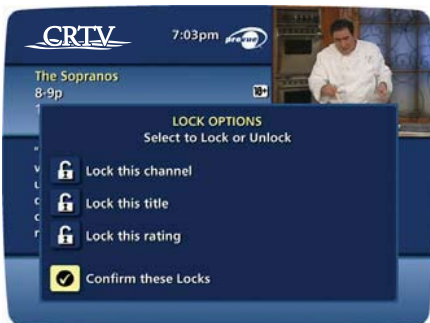 CRTV
7:03pm prevue
The Sopranos
8-9p 18+
LOCK OPTIONS
Select to Lock or Unlock
Lock this channel
Lock this title
Lock this rating
Confirm these Locks